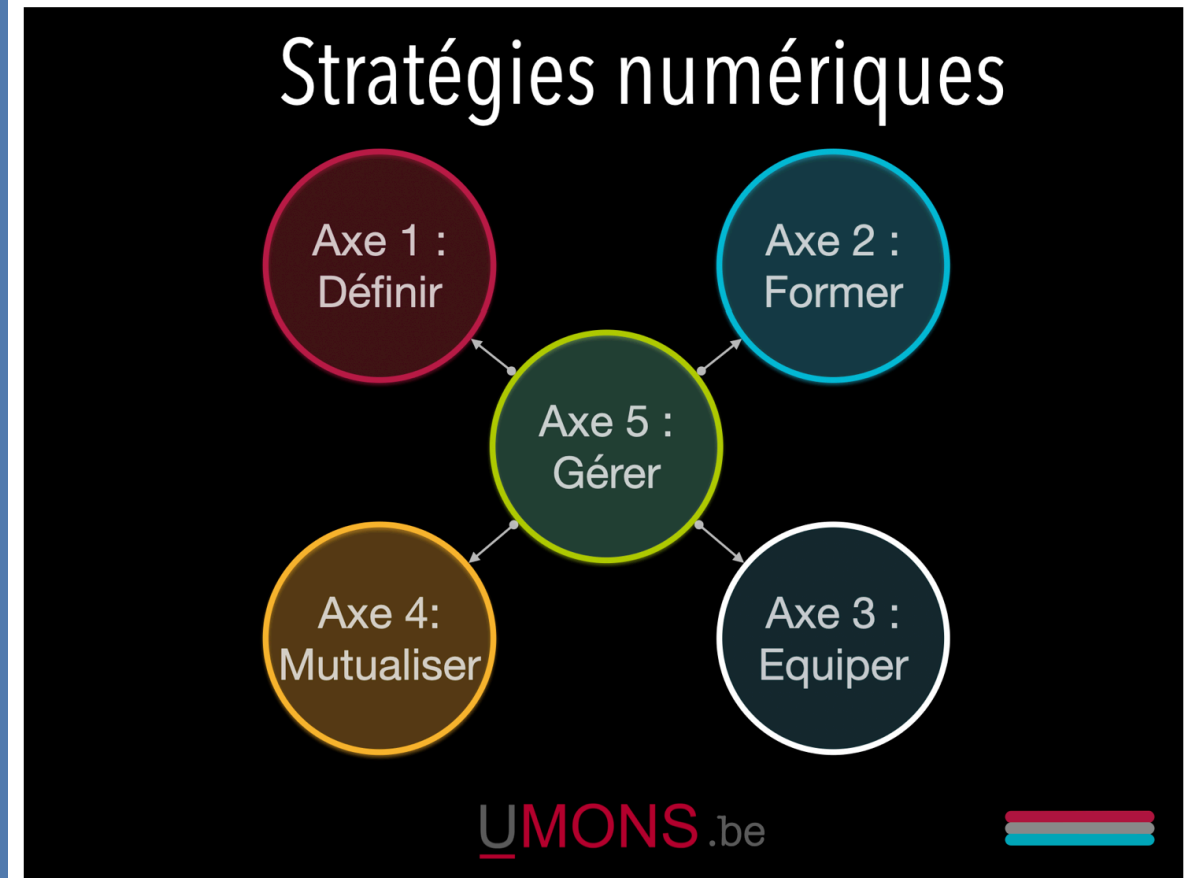 Stratégies numériques
Axe 1 :
Définir
Axe 2 :
Former
Axe 5 :
Gérer
Axe 4:
Mutualiser
Axe 3 :
Equiper
UMONS.be